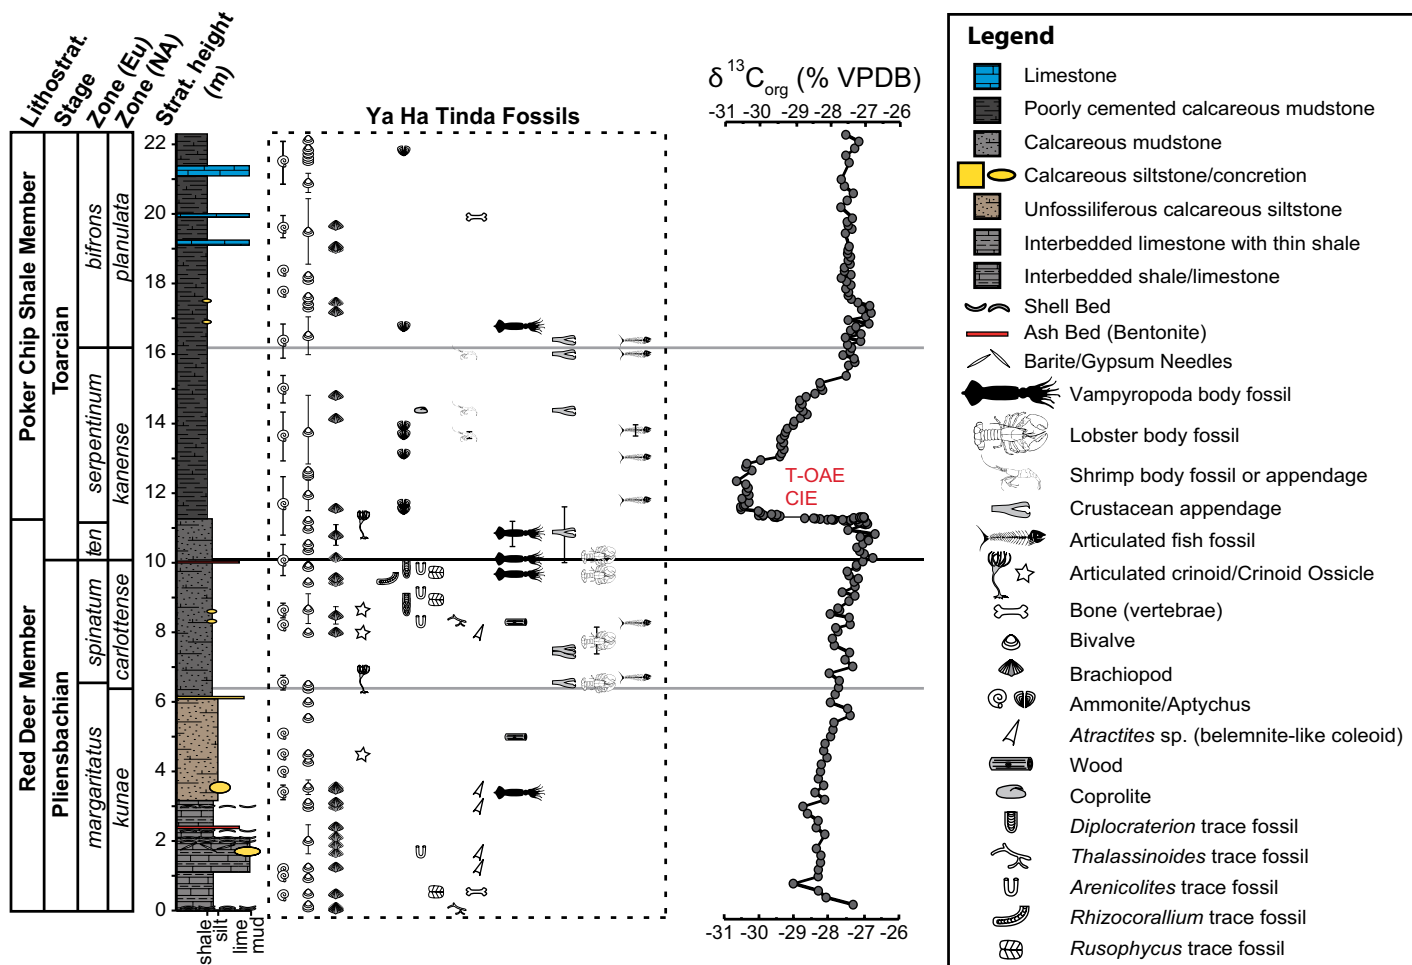 Lithostrat.
Stage
Zone (Eu)
Zone (NA)
Strat. height
(m)
Ya Ha Tinda Fossils
δ ¹³C org (% VPDB)
-31 -30 -29 -28 -27 -26
Poker Chip Shale Member
Red Deer Member
Toarcian
Pliensbachian
bifrons
serpentinum
ten
spinatum
margaritatus
planulata
kanense
carlottense
kunae
22
20
18
16
14
12
10
8
6
4
2
0
shale
silt
lime
mud
T-OAE
CIE
-31 -30 -29 -28 -27 -26
Legend
Limestone
Poorly cemented calcareous mudstone
Calcareous mudstone
Calcareous siltstone/concretion
Unfossiliferous calcareous siltstone
Interbedded limestone with thin shale
Interbedded shale/limestone
Shell Bed
Ash Bed (Bentonite)
Barite/Gypsum Needles
Vampyropoda body fossil
Lobster body fossil
Shrimp body fossil or appendage
Crustacean appendage
Articulated fish fossil
Articulated crinoid/Crinoid Ossicle
Bone (vertebrae)
Bivalve
Brachiopod
Ammonite/Aptychus
Atractites sp. (belemnite-like coleoid)
Wood
Coprolite
Diplocraterion trace fossil
Thalassinoides trace fossil
Arenicolites trace fossil
Rhizocorallium trace fossil
Rusophycus trace fossil